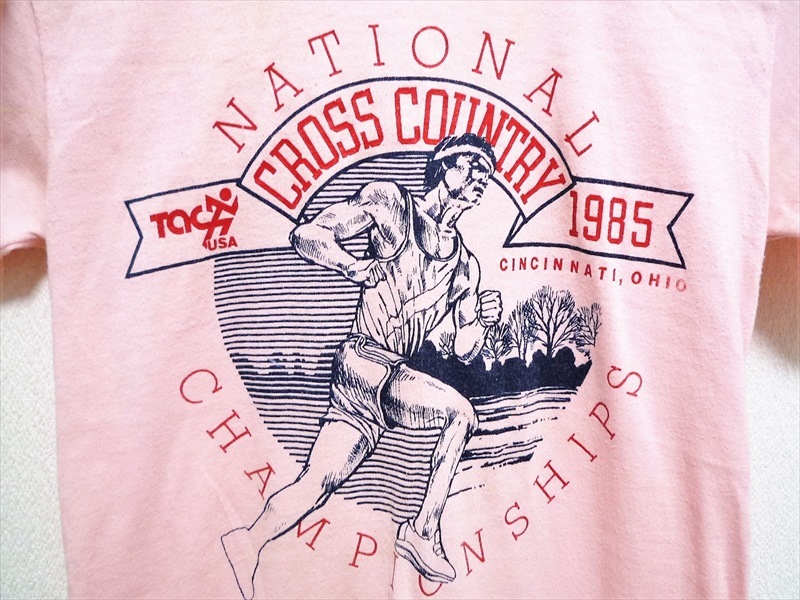 NATIONAL
CROSS COUNTRY
TAC
USA
1985
CINCINNATI, OHIO
CHAMPIONSHIPS